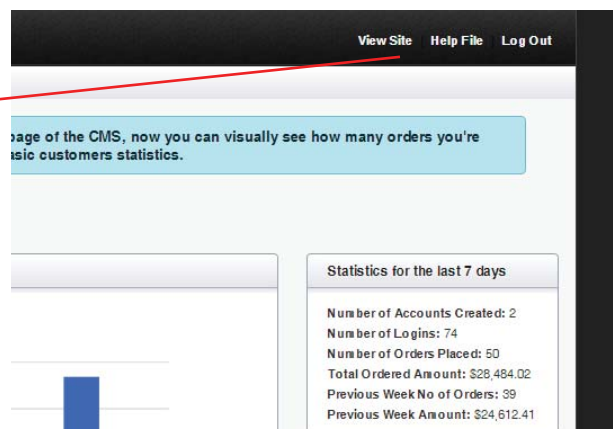 View Site Help File Log Out
page of the CMS, now you can visually see how many orders you're
asic customers statistics.
Statistics for the last 7 days
Number of Accounts Created: 2
Number of Logins: 74
Number of Orders Placed: 50
Total Ordered Amount: $28,484.02
Previous Week No of Orders: 39
Previous Week Amount: $24,612.41